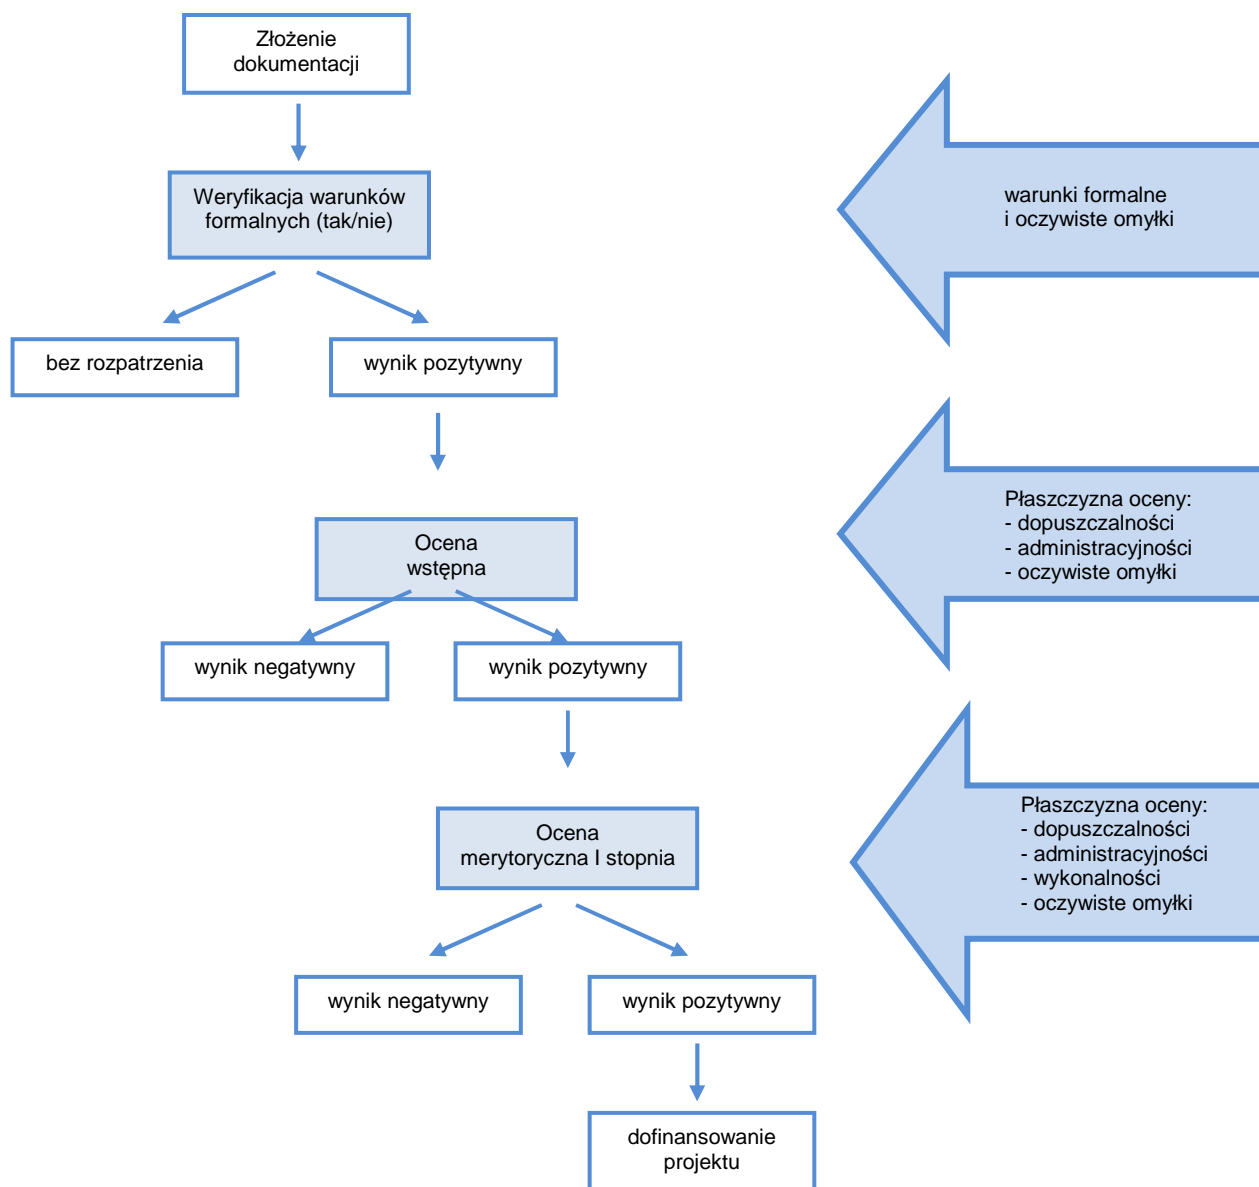 Złożenie
dokumentacji
Weryfikacja warunków
formalnych (tak/nie)
warunki formalne
i oczywiste omyłki
bez rozpatrzenia
wynik pozytywny
Płaszczyzna oceny:
- dopuszczalności
- administracyjności
- oczywiste omyłki
Ocena
wstępna
wynik negatywny
wynik pozytywny
Płaszczyzna oceny:
- dopuszczalności
- administracyjności
- wykonalności
- oczywiste omyłki
Ocena
merytoryczna I stopnia
wynik negatywny
wynik pozytywny
dofinansowanie
projektu